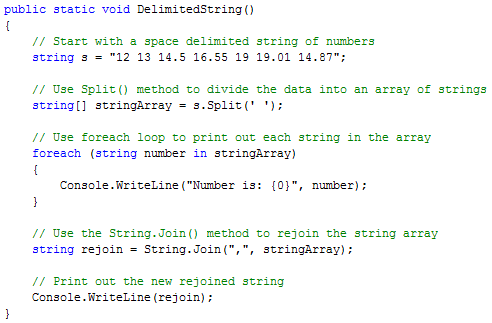 public static void DelimitedString()
{
    // Start with a space delimited string of numbers
    string s = "12 13 14.5 16.55 19 19.01 14.87";

    // Use Split() method to divide the data into an array of strings
    string[] stringArray = s.Split(' ');

    // Use foreach loop to print out each string in the array
    foreach (string number in stringArray)
    {
        Console.WriteLine("Number is: {0}", number);
    }

    // Use the String.Join() method to rejoin the string array
    string rejoin = String.Join(",", stringArray);

    // Print out the new rejoined string
    Console.WriteLine(rejoin);
}